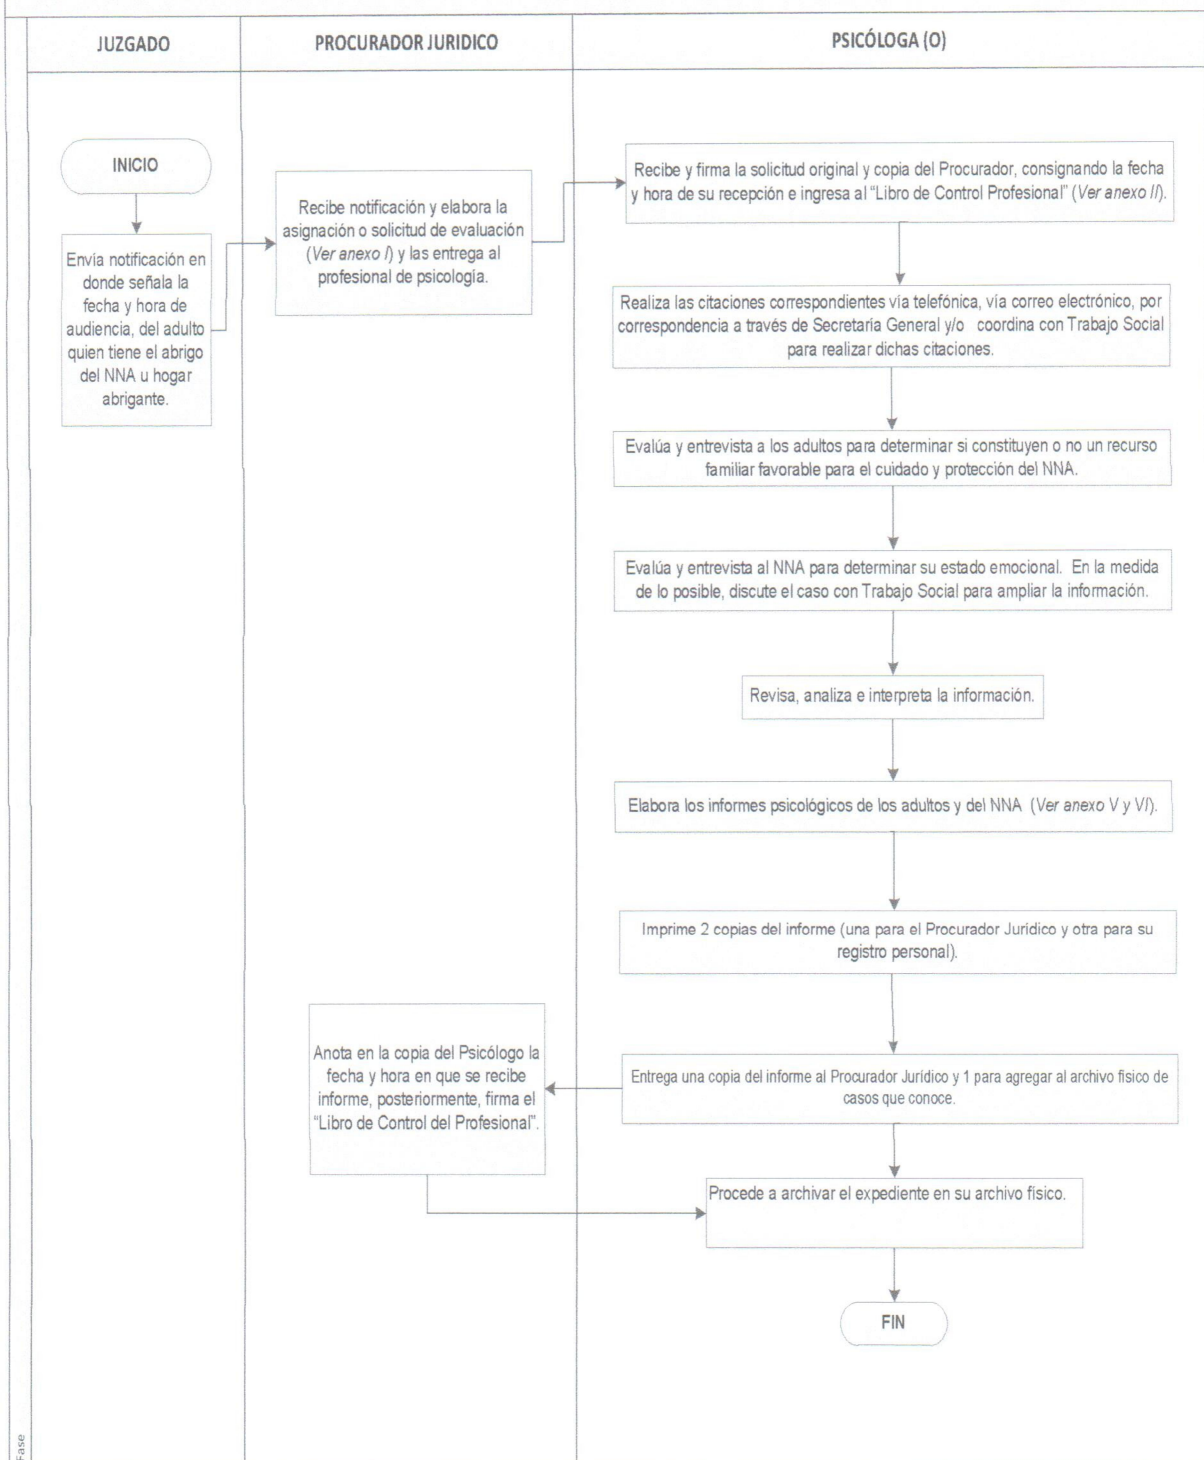 JUZGADO
PROCURADOR JURIDICO
PSICÓLOGA (O)
INICIO
Envía notificación en
donde señala la
fecha y hora de
audiencia, del adulto
quien tiene el abrigo
del NNA u hogar
abrigante.
Recibe notificación y elabora la
asignación o solicitud de evaluación
(Ver anexo I) y las entrega al
profesional de psicología.
Recibe y firma la solicitud original y copia del Procurador, consignando la fecha
y hora de su recepción e ingresa al “Libro de Control Profesional” (Ver anexo II).
Realiza las citaciones correspondientes vía telefónica, vía correo electrónico, por
correspondencia a través de Secretaría General y/o coordina con Trabajo Social
para realizar dichas citaciones.
Evalúa y entrevista a los adultos para determinar si constituyen o no un recurso
familiar favorable para el cuidado y protección del NNA.
Evalúa y entrevista al NNA para determinar su estado emocional. En la medida
de lo posible, discute el caso con Trabajo Social para ampliar la información.
Revisa, analiza e interpreta la información.
Elabora los informes psicológicos de los adultos y del NNA (Ver anexo V y VI).
Imprime 2 copias del informe (una para el Procurador Jurídico y otra para su
registro personal).
Entrega una copia del informe al Procurador Jurídico y 1 para agregar al archivo físico de
casos que conoce.
Anota en la copia del Psicólogo la
fecha y hora en que se recibe
informe, posteriormente, firma el
“Libro de Control del Profesional”.
Procede a archivar el expediente en su archivo físico.
FIN
Fase